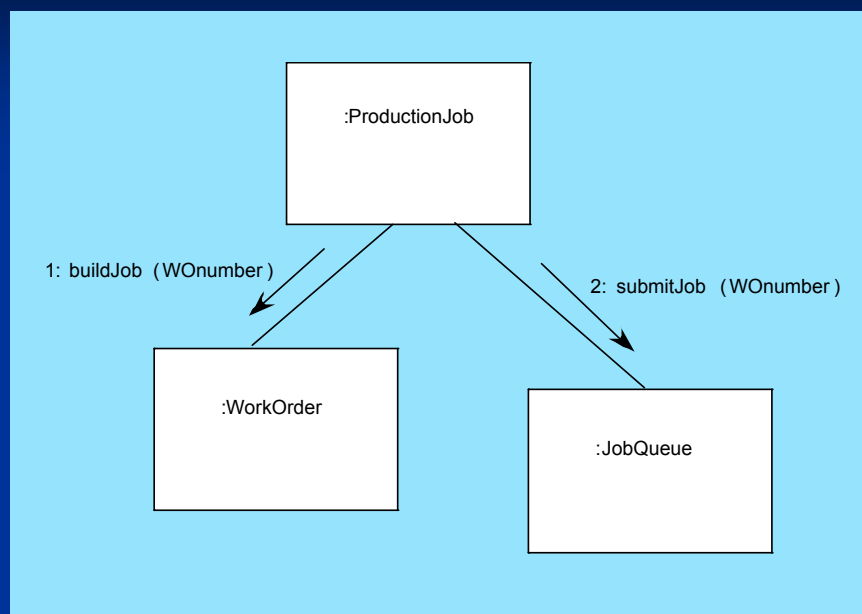 :ProductionJob
1: buildJob (WOnumber)
2: submitJob (WOnumber)
:WorkOrder
:JobQueue